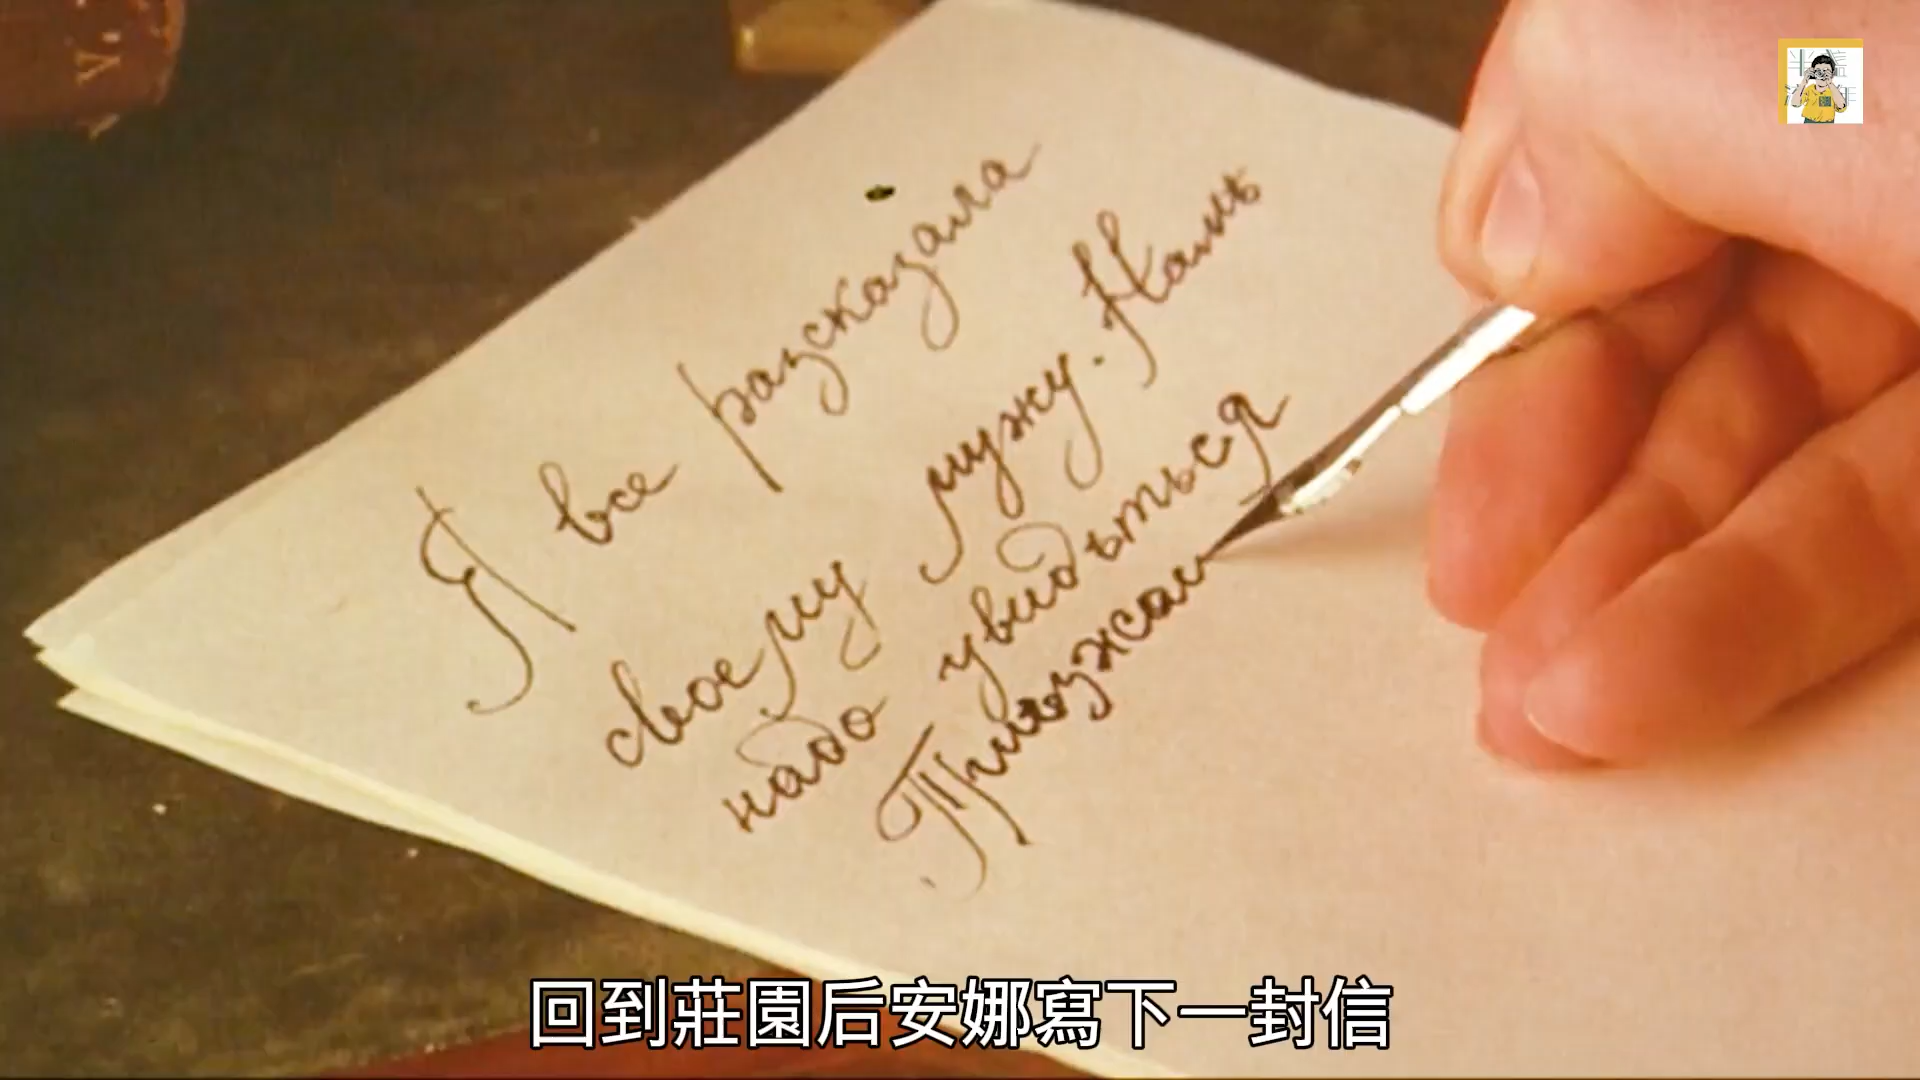 Я все разсказала
своему мужу. Намъ
надо увидѣться
Приѣзжай
回到莊園后安娜寫下一封信